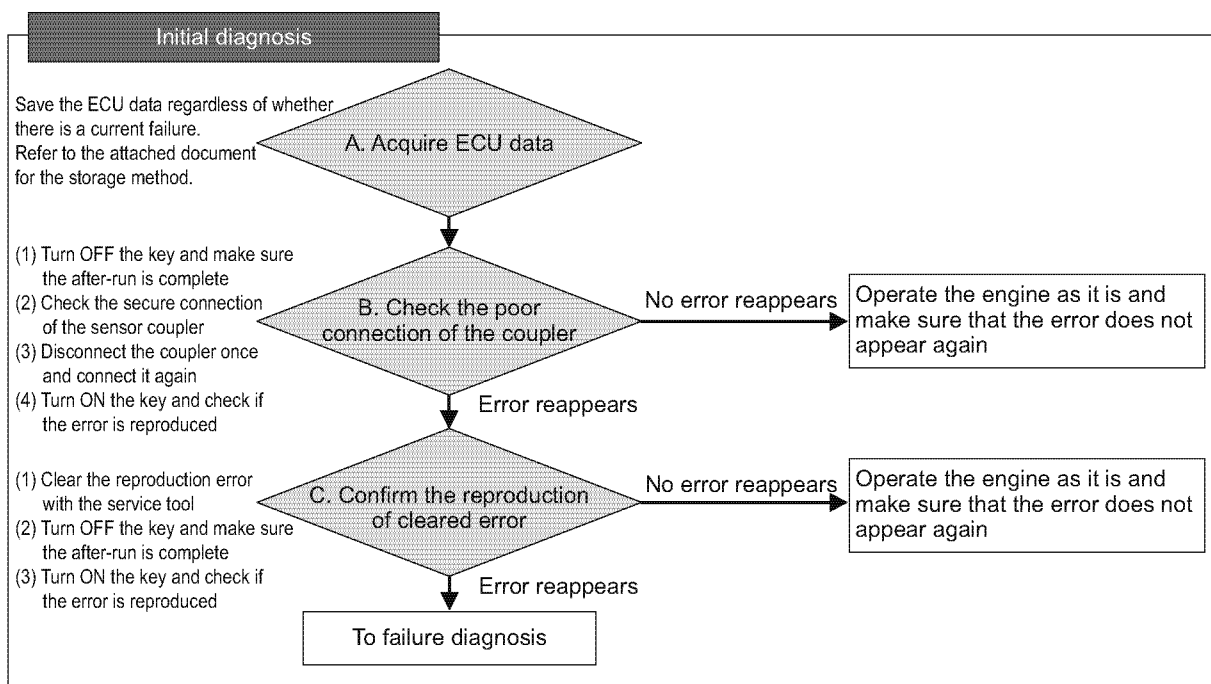 Initial diagnosis
Save the ECU data regardless of whether
there is a current failure.
Refer to the attached document
for the storage method.
A. Acquire ECU data
(1) Turn OFF the key and make sure
the after-run is complete
(2) Check the secure connection
of the sensor coupler
(3) Disconnect the coupler once
and connect it again
(4) Turn ON the key and check if
the error is reproduced
B. Check the poor
connection of the coupler
No error reappears
Operate the engine as it is and
make sure that the error does not
appear again
Error reappears
(1) Clear the reproduction error
with the service tool
(2) Turn OFF the key and make sure
the after-run is complete
(3) Turn ON the key and check if
the error is reproduced
C. Confirm the reproduction
of cleared error
No error reappears
Operate the engine as it is and
make sure that the error does not
appear again
Error reappears
To failure diagnosis